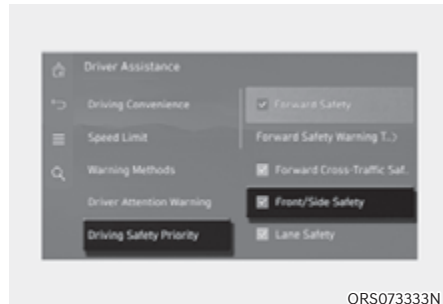 Driver Assistance
Driving Convenience
Speed Limit
Warning Methods
Driver Attention Warning
Driving Safety Priority
Forward Safety
Forward Safety Warning T..
Forward Cross-Traffic Saf.
Front/Side Safety
Lane Safety
ORS073333N